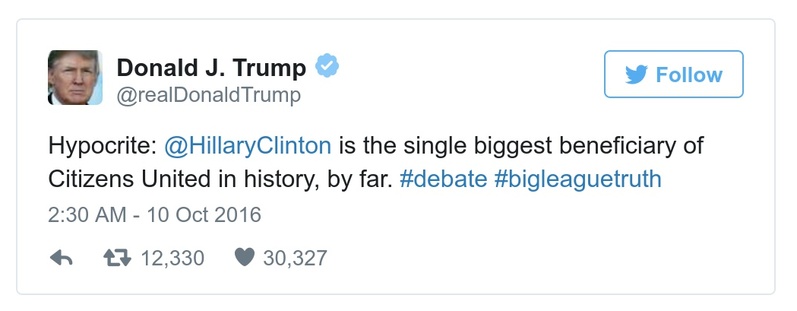 Donald J. Trump
@realDonaldTrump
Follow
Hypocrite: @HillaryClinton is the single biggest beneficiary of
Citizens United in history, by far. #debate #bigleaguetruth
2:30 AM - 10 Oct 2016
12,330 30,327